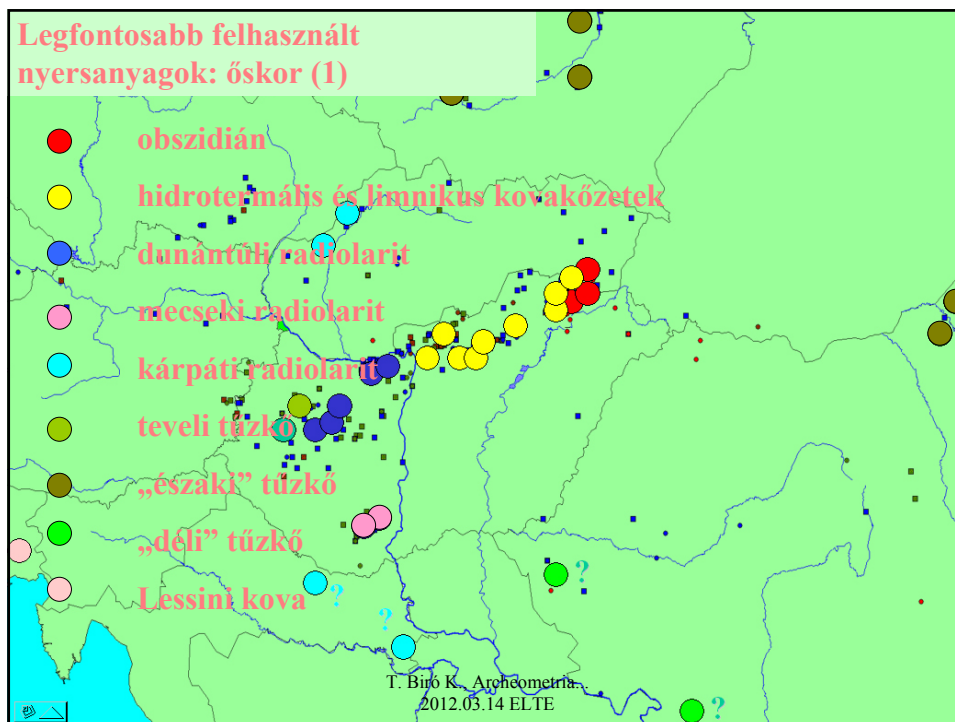 Legfontosabb felhasznált
nyersanyagok: őskor (1)
obszidián
hidrotermális és limnikus kovakőzetek
dunántúli radiolarit
mecseki radiolarit
kárpáti radiolarit
teveli tűzkő
„északi” tűzkő
„déli” tűzkő
?
Lessini kova
?
?
T. Biró K., Archeometria...
2012.03.14 ELTE
?